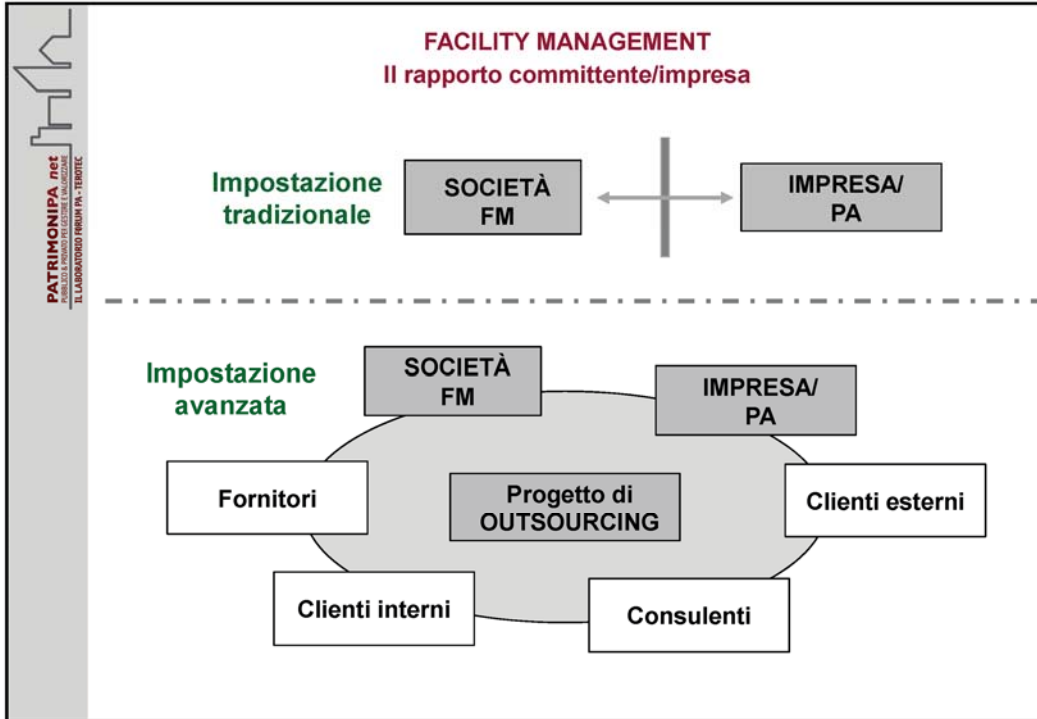 FACILITY MANAGEMENT
Il rapporto committente/impresa
Impostazione
tradizionale
SOCIETÀ
FM
IMPRESA/
PA
Impostazione
avanzata
SOCIETÀ
FM
IMPRESA/
PA
Fornitori
Progetto di
OUTSOURCING
Clienti esterni
Clienti interni
Consulenti
PATRIMONIPA net
PUBBLICO & PRIVATO PER GESTIRE E VALORIZZARE
IL LABORATORIO FORUM PA - TEROTEC